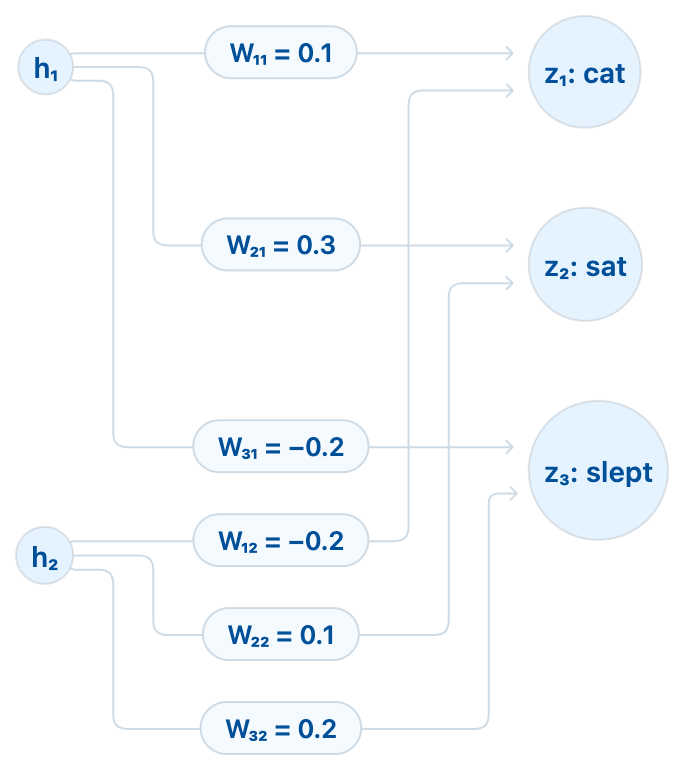 h₁
W₁₁ = 0.1
z₁: cat
W₂₁ = 0.3
z₂: sat
W₃₁ = −0.2
z₃: slept
h₂
W₁₂ = −0.2
W₂₂ = 0.1
W₃₂ = 0.2